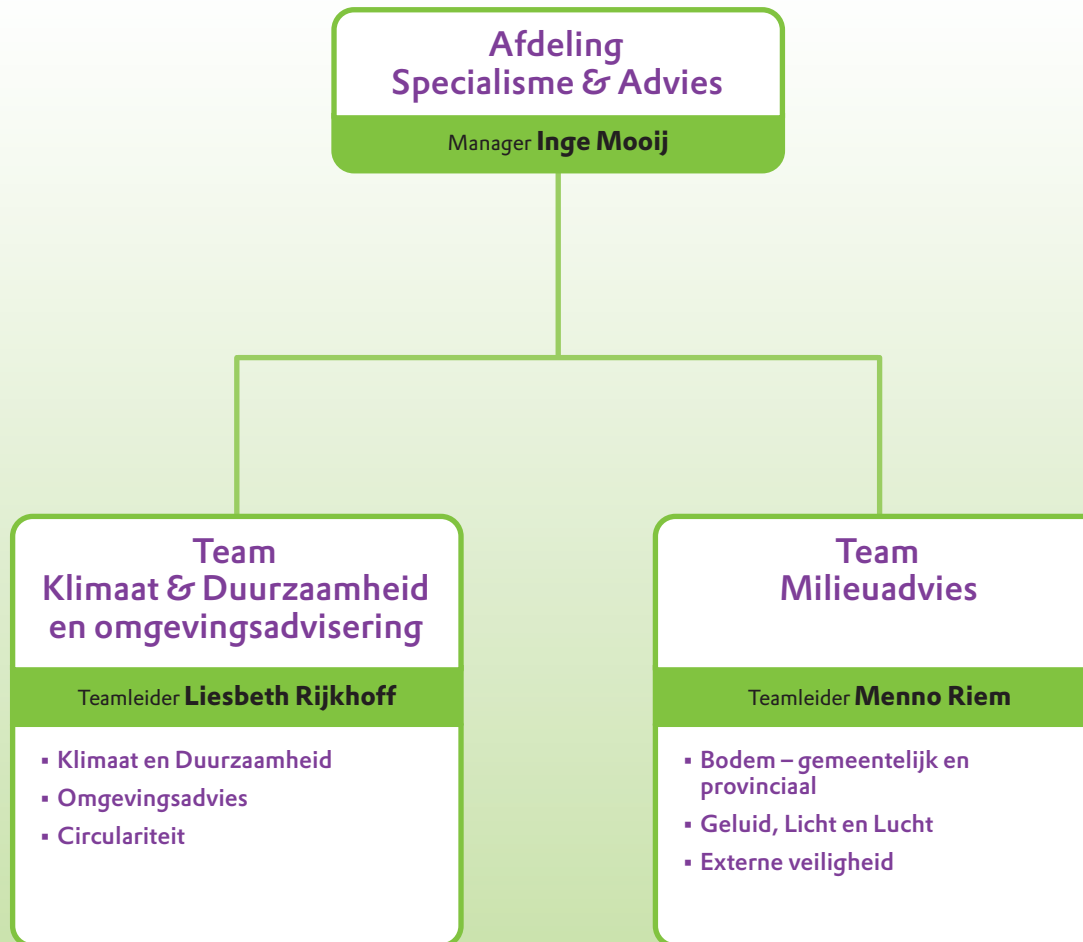 Afdeling
Specialisme & Advies
Manager Inge Mooij
Team
Klimaat & Duurzaamheid
en omgevingsadvisering
Teamleider Liesbeth Rijkhoff
▪ Klimaat en Duurzaamheid
▪ Omgevingsadvies
▪ Circulariteit
Team
Milieuadvies
Teamleider Menno Riem
▪ Bodem – gemeentelijk en
provinciaal
▪ Geluid, Licht en Lucht
▪ Externe veiligheid